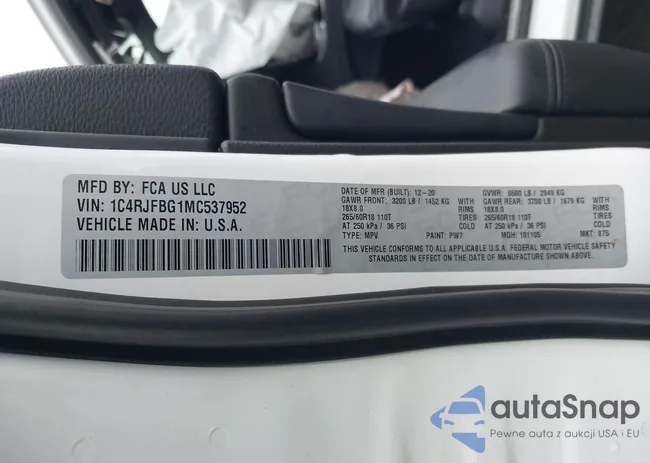 MFD BY: FCA US LLC
VIN: 1C4RJFBG1MC537952
VEHICLE MADE IN: U.S.A.
DATE OF MFR (BUILT): 12-20 GVWR: 6500 LB / 2949 KG
GAWR FRONT: 3200 LB / 1452 KG WITH GAWR REAR: 3700 LB / 1678 KG WITH
18X8.0 RIMS 18X8.0 RIMS
265/60R18 110T TIRES 265/60R18 110T TIRES
AT 250 kPa / 36 PSI COLD AT 250 kPa / 36 PSI COLD
TYPE: MPV PAINT: PW7 MDH: 101105 MKT: 875
THIS VEHICLE CONFORMS TO ALL APPLICABLE U.S.A. FEDERAL MOTOR VEHICLE SAFETY
STANDARDS IN EFFECT ON THE DATE OF MANUFACTURE SHOWN ABOVE.
autaSnap
Pewne auta z aukcji USA i EU